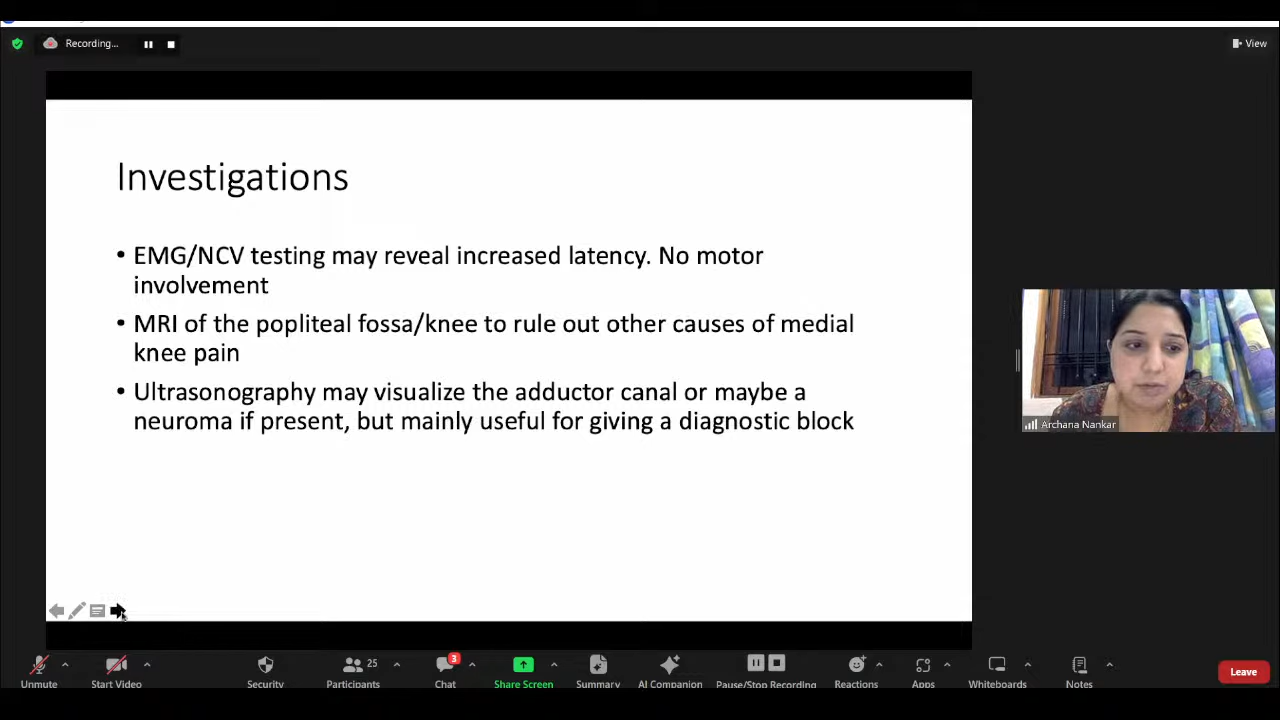 Recording...
View
Investigations
• EMG/NCV testing may reveal increased latency. No motor
involvement
• MRI of the popliteal fossa/knee to rule out other causes of medial
knee pain
• Ultrasonography may visualize the adductor canal or maybe a
neuroma if present, but mainly useful for giving a diagnostic block
Archana Nankar
25
3
Unmute
Start Video
Security
Participants
Chat
Share Screen
Summary
AI Companion
Pause/Stop Recording
Reactions
Apps
Whiteboards
Notes
Leave